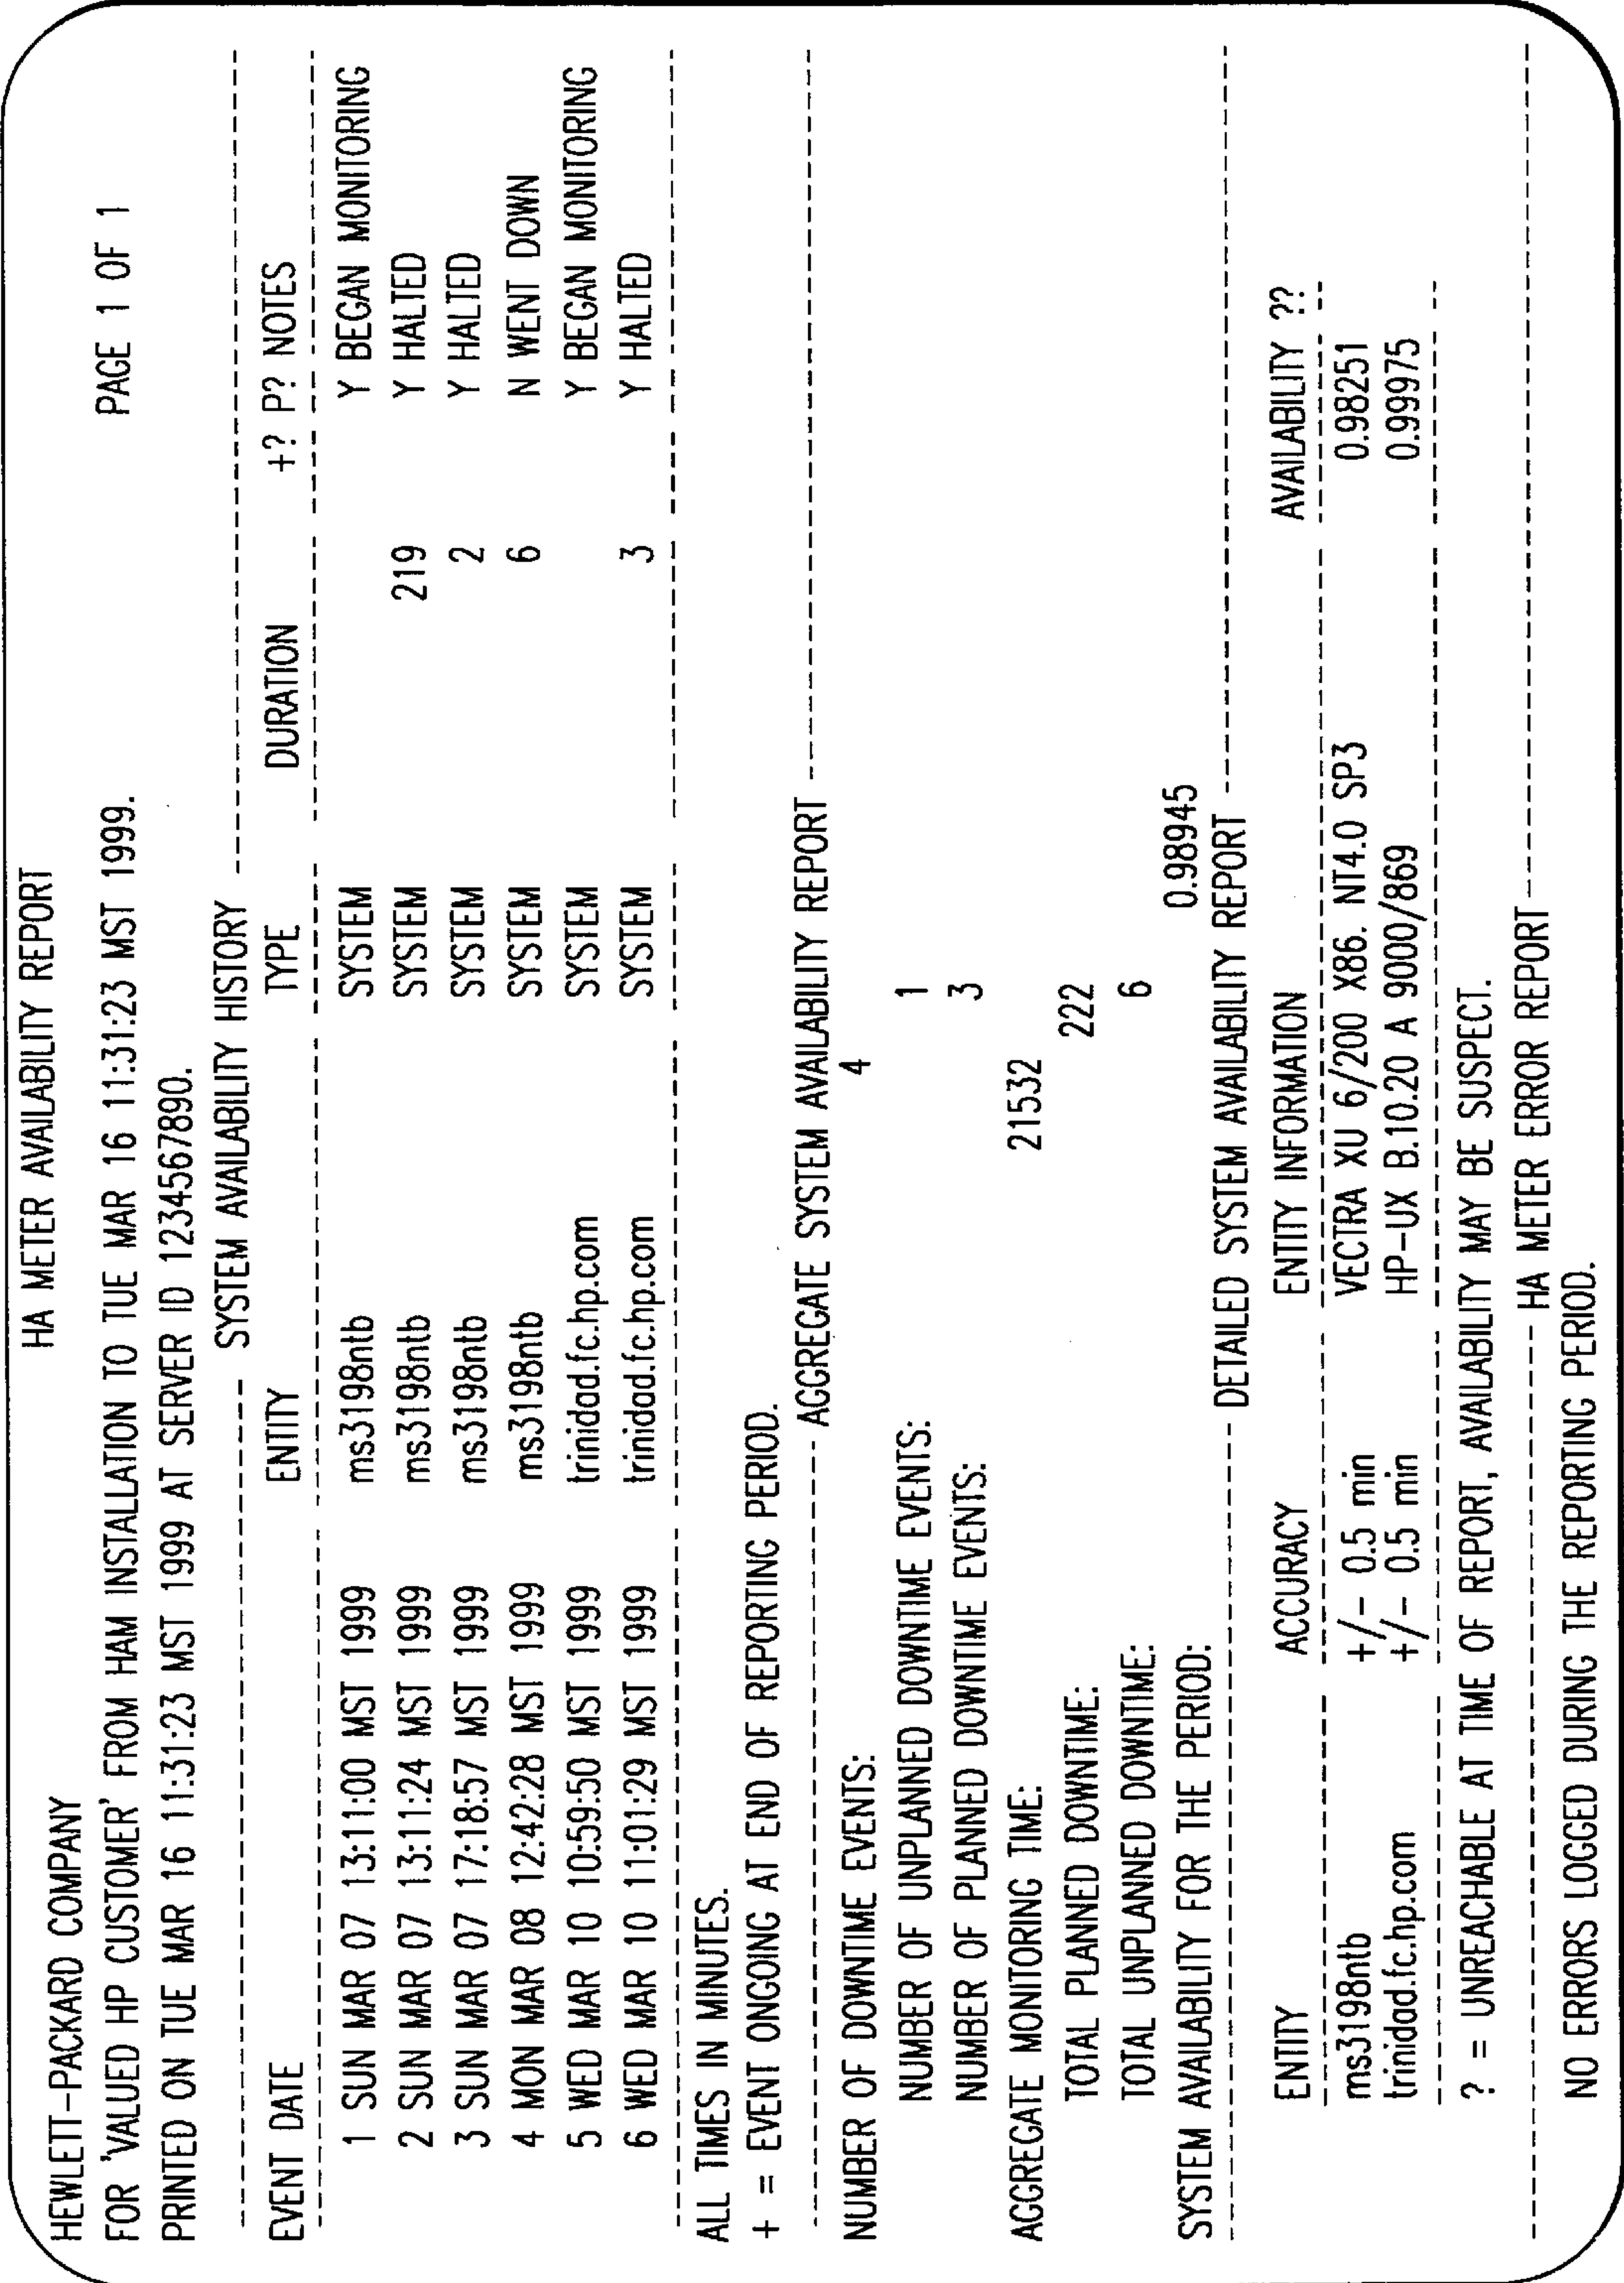 HA METER AVAILABILITY REPORT
HEWLETT-PACKARD COMPANY
FOR 'VALUED HP CUSTOMER' FROM HAM INSTALLATION TO TUE MAR 16 11:31:23 MST 1999. PAGE 1 OF 1
PRINTED ON TUE MAR 16 11:31:23 MST 1999 AT SERVER ID 1234567890.
SYSTEM AVAILABILITY HISTORY
EVENT DATE ENTITY TYPE DURATION +? P? NOTES
1 SUN MAR 07 13:11:00 MST 1999 ms3198ntb SYSTEM Y BEGAN MONITORING
2 SUN MAR 07 13:11:24 MST 1999 ms3198ntb SYSTEM 219 Y HALTED
3 SUN MAR 07 17:18:57 MST 1999 ms3198ntb SYSTEM 2 Y HALTED
4 MON MAR 08 12:42:28 MST 1999 ms3198ntb SYSTEM 6 N WENT DOWN
5 WED MAR 10 10:59:50 MST 1999 trinidad.fc.hp.com SYSTEM Y BEGAN MONITORING
6 WED MAR 10 11:01:29 MST 1999 trinidad.fc.hp.com SYSTEM 3 Y HALTED
ALL TIMES IN MINUTES.
+ = EVENT ONGOING AT END OF REPORTING PERIOD.
AGGREGATE SYSTEM AVAILABILITY REPORT
NUMBER OF DOWNTIME EVENTS: 4
NUMBER OF UNPLANNED DOWNTIME EVENTS: 1
NUMBER OF PLANNED DOWNTIME EVENTS: 3
AGGREGATE MONITORING TIME: 21532
TOTAL PLANNED DOWNTIME: 222
TOTAL UNPLANNED DOWNTIME: 6
SYSTEM AVAILABILITY FOR THE PERIOD: 0.98945
DETAILED SYSTEM AVAILABILITY REPORT
ENTITY ACCURACY ENTITY INFORMATION AVAILABILITY ??
ms3198ntb +/- 0.5 min VECTRA XU 6/200 X86. NT4.0 SP3 0.98251
trinidad.fc.hp.com +/- 0.5 min HP-UX B.10.20 A 9000/869 0.99975
? = UNREACHABLE AT TIME OF REPORT, AVAILABILITY MAY BE SUSPECT.
HA METER ERROR REPORT
NO ERRORS LOGGED DURING THE REPORTING PERIOD.